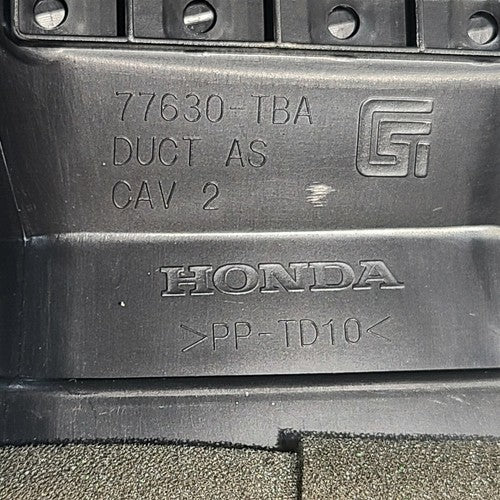 77630-TBA
DUCT AS
CAV 2
HONDA
>PP-TD10<